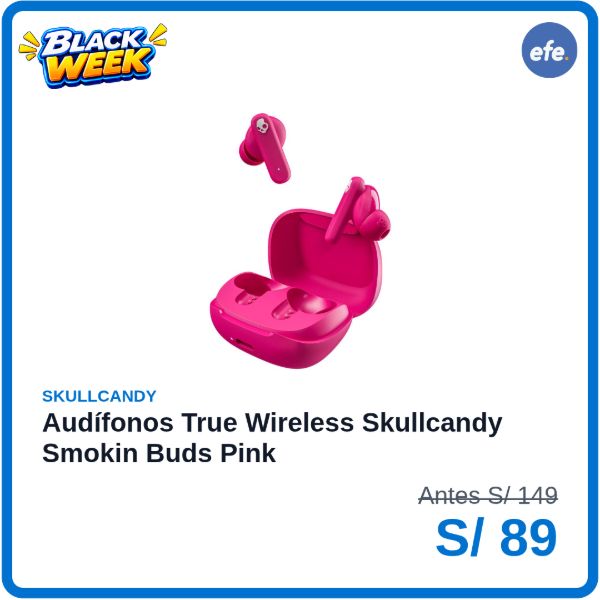 BLACK
WEEK
efe.
SKULLCANDY
Audífonos True Wireless Skullcandy
Smokin Buds Pink
Antes S/ 149
S/ 89